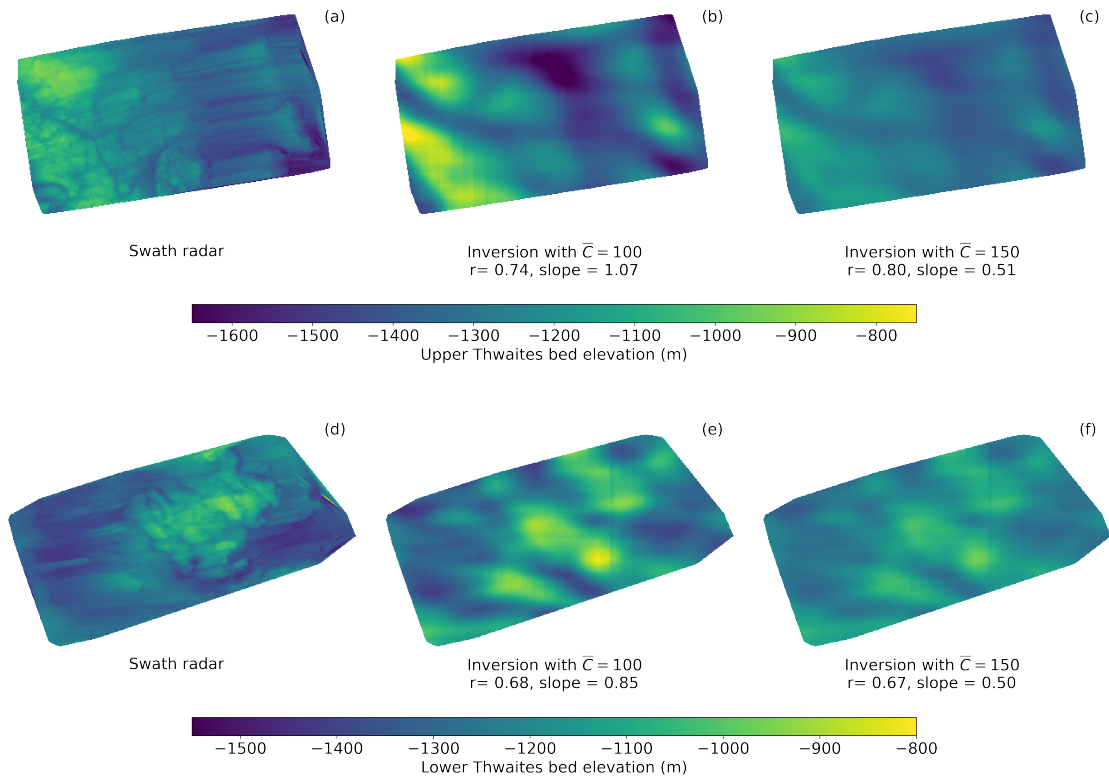 (a)
(b)
(c)
Swath radar
Inversion with C̅ = 100
r= 0.74, slope = 1.07
Inversion with C̅ = 150
r= 0.80, slope = 0.51
−1600 −1500 −1400 −1300 −1200 −1100 −1000 −900 −800
Upper Thwaites bed elevation (m)
(d)
(e)
(f)
Swath radar
Inversion with C̅ = 100
r= 0.68, slope = 0.85
Inversion with C̅ = 150
r= 0.67, slope = 0.50
−1500 −1400 −1300 −1200 −1100 −1000 −900 −800
Lower Thwaites bed elevation (m)